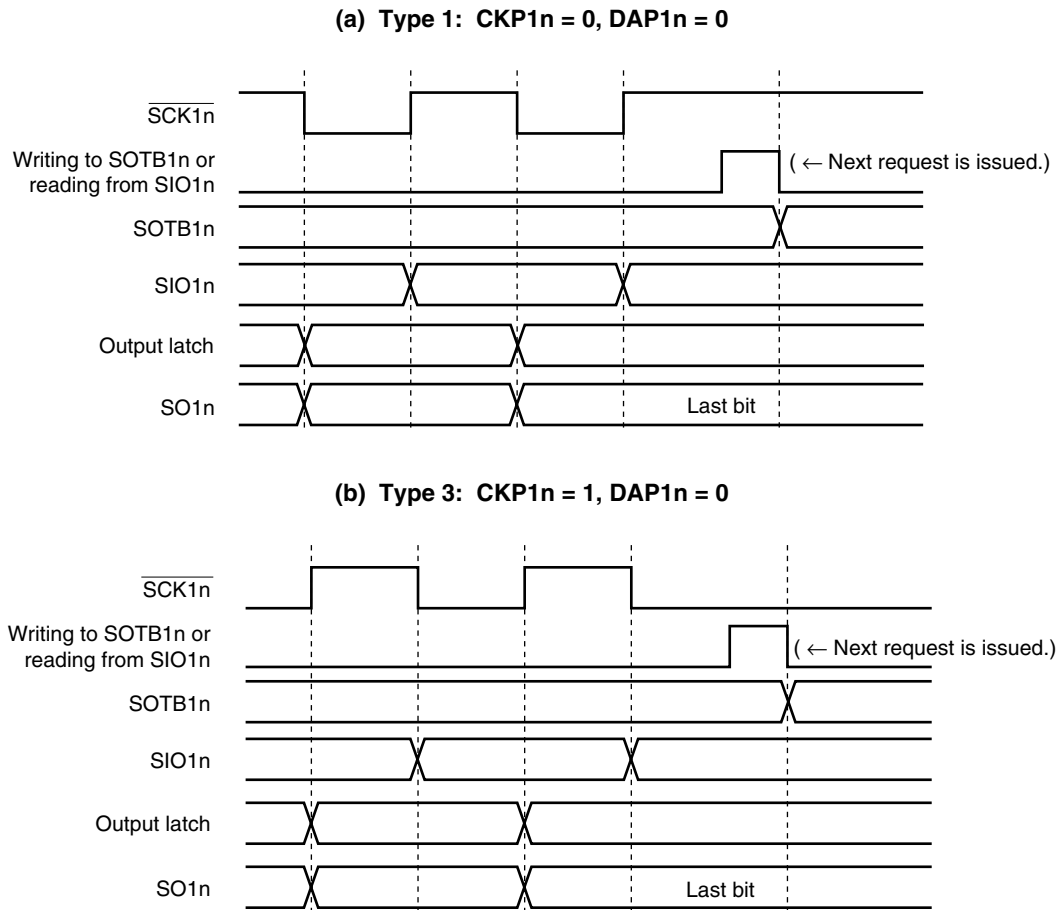 (a) Type 1: CKP1n = 0, DAP1n = 0
SCK1n
Writing to SOTB1n or
reading from SIO1n
( ← Next request is issued.)
SOTB1n
SIO1n
Output latch
SO1n
Last bit
(b) Type 3: CKP1n = 1, DAP1n = 0
SCK1n
Writing to SOTB1n or
reading from SIO1n
( ← Next request is issued.)
SOTB1n
SIO1n
Output latch
SO1n
Last bit